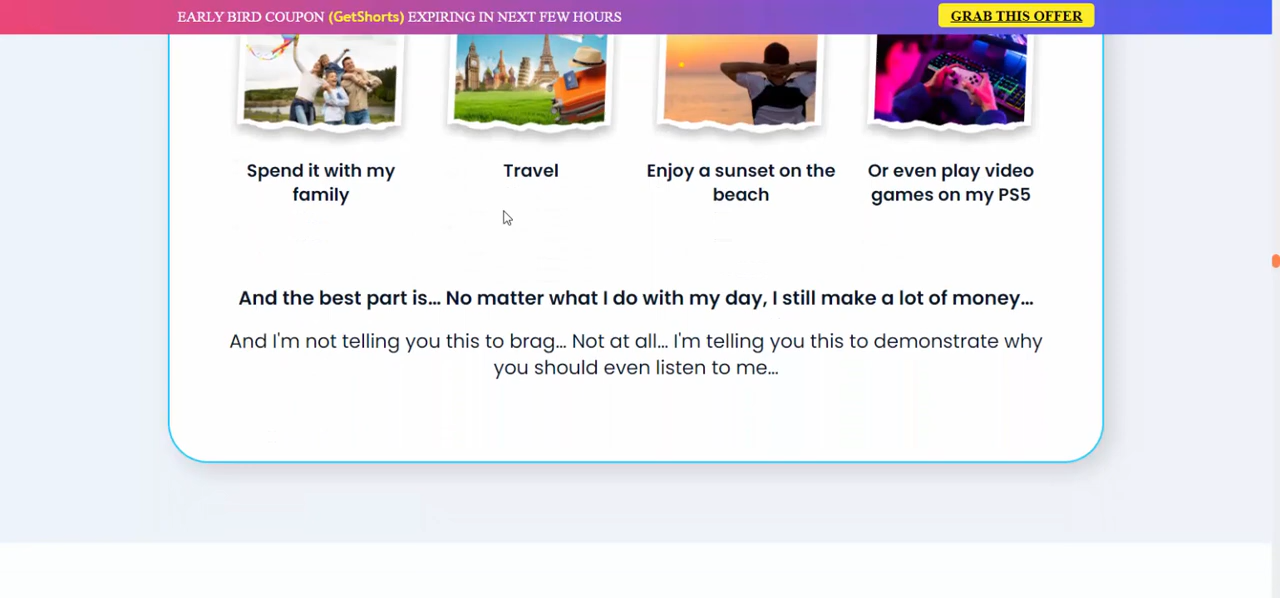 EARLY BIRD COUPON (GetShorts) EXPIRING IN NEXT FEW HOURS
GRAB THIS OFFER
Spend it with my
family
Travel
Enjoy a sunset on the
beach
Or even play video
games on my PS5
And the best part is... No matter what I do with my day, I still make a lot of money...
And I'm not telling you this to brag... Not at all... I'm telling you this to demonstrate why
you should even listen to me...